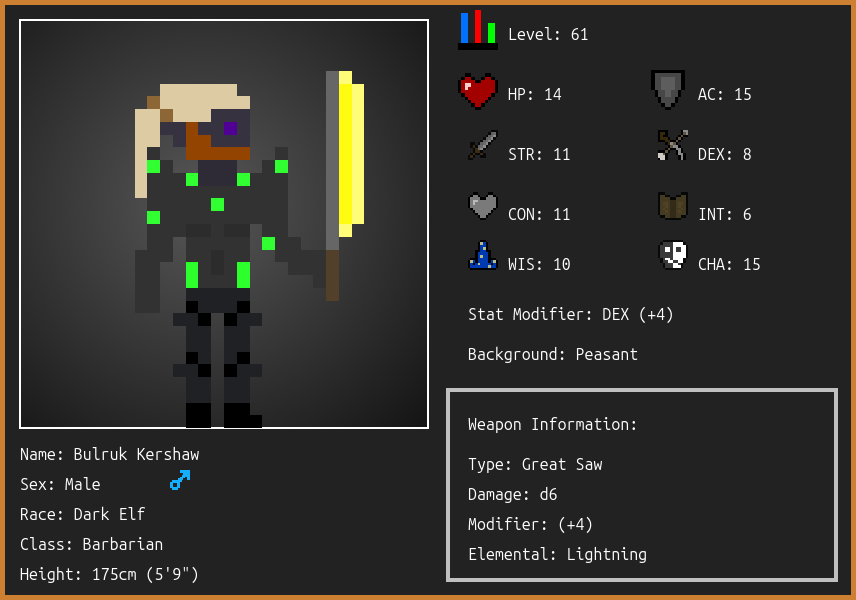 Level: 61
HP: 14
AC: 15
STR: 11
DEX: 8
CON: 11
INT: 6
WIS: 10
CHA: 15
Stat Modifier: DEX (+4)
Background: Peasant
Weapon Information:
Type: Great Saw
Damage: d6
Modifier: (+4)
Elemental: Lightning
Name: Bulruk Kershaw
Sex: Male
Race: Dark Elf
Class: Barbarian
Height: 175cm (5'9")